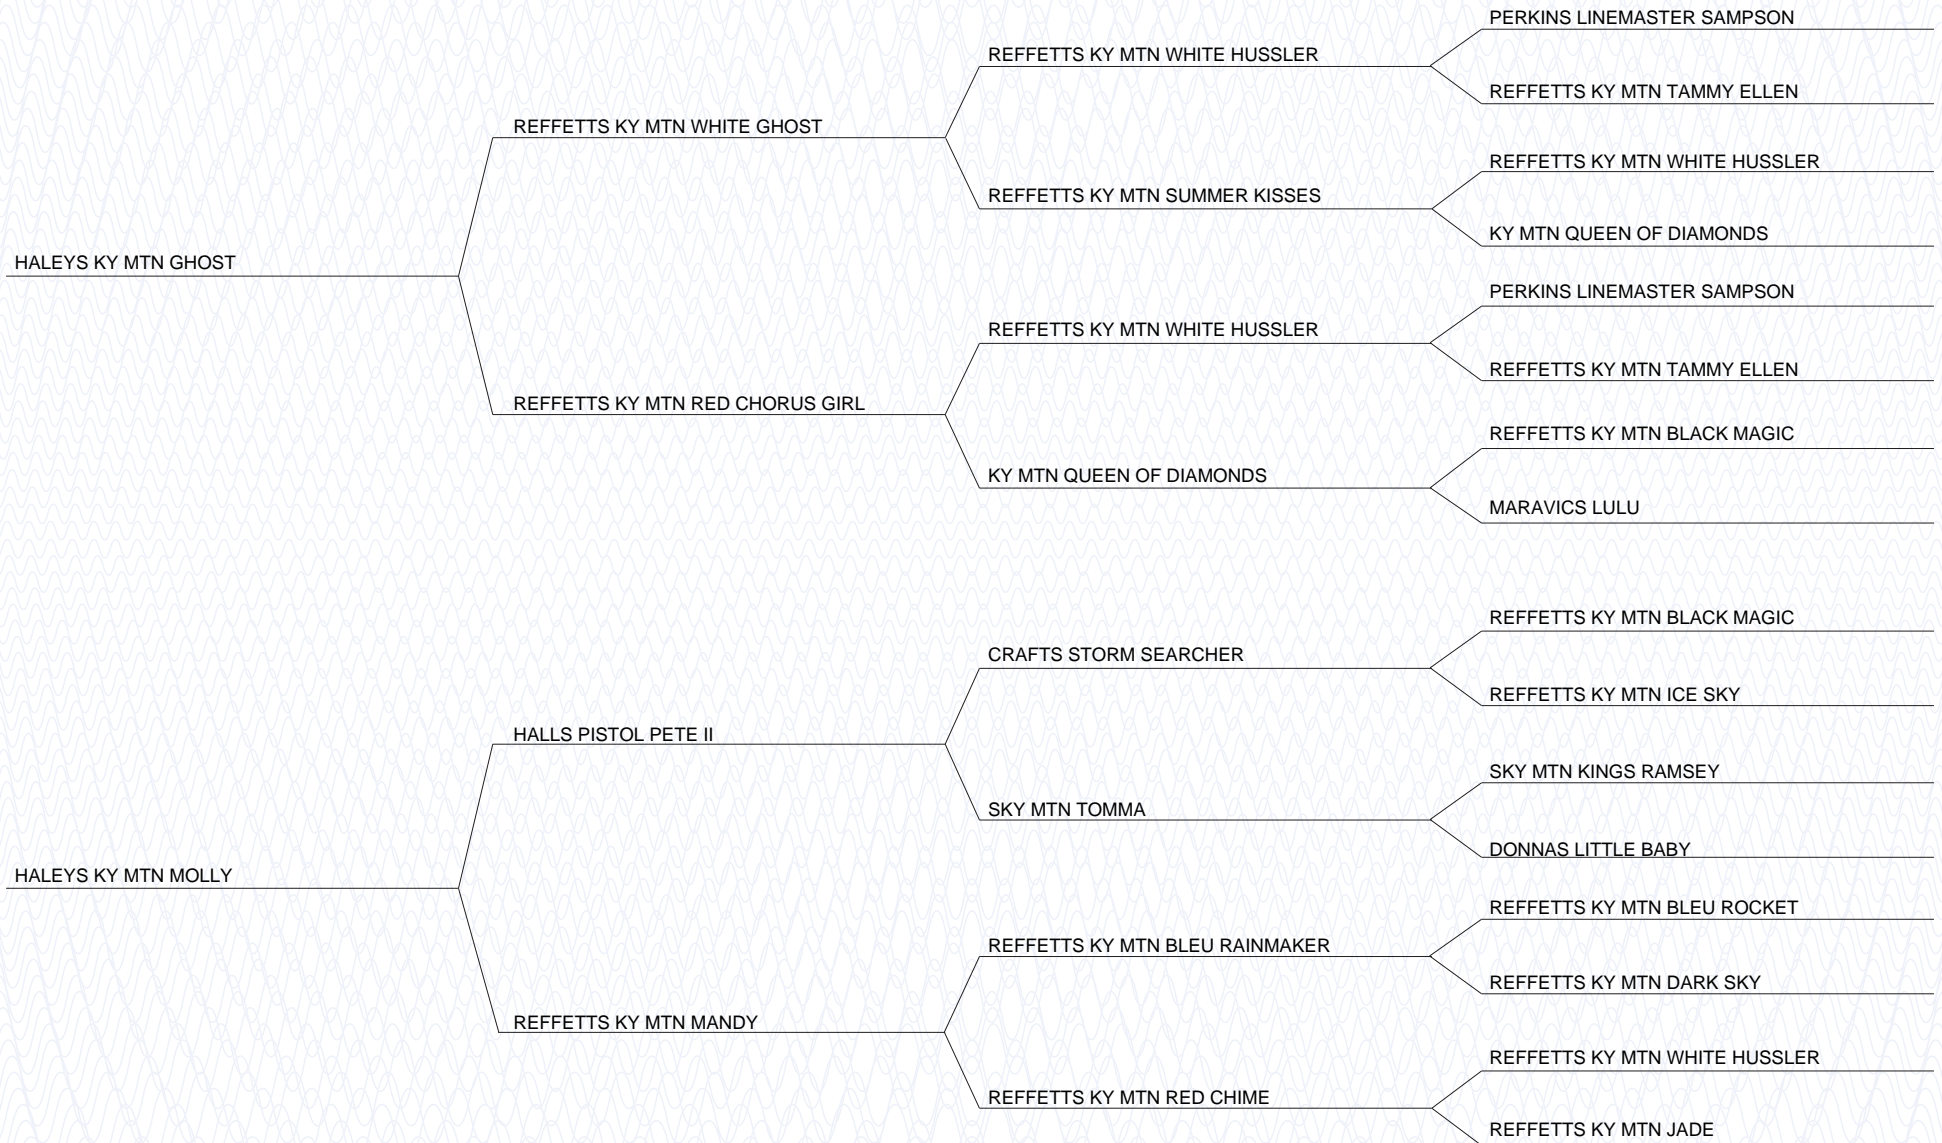 PERKINS LINEMASTER SAMPSON
REFFETTS KY MTN WHITE HUSSLER
REFFETTS KY MTN TAMMY ELLEN
REFFETTS KY MTN WHITE GHOST
REFFETTS KY MTN WHITE HUSSLER
REFFETTS KY MTN SUMMER KISSES
KY MTN QUEEN OF DIAMONDS
HALEYS KY MTN GHOST
PERKINS LINEMASTER SAMPSON
REFFETTS KY MTN WHITE HUSSLER
REFFETTS KY MTN TAMMY ELLEN
REFFETTS KY MTN RED CHORUS GIRL
REFFETTS KY MTN BLACK MAGIC
KY MTN QUEEN OF DIAMONDS
MARAVICS LULU
REFFETTS KY MTN BLACK MAGIC
CRAFTS STORM SEARCHER
REFFETTS KY MTN ICE SKY
HALLS PISTOL PETE II
SKY MTN KINGS RAMSEY
SKY MTN TOMMA
DONNAS LITTLE BABY
HALEYS KY MTN MOLLY
REFFETTS KY MTN BLEU ROCKET
REFFETTS KY MTN BLEU RAINMAKER
REFFETTS KY MTN DARK SKY
REFFETTS KY MTN MANDY
REFFETTS KY MTN WHITE HUSSLER
REFFETTS KY MTN RED CHIME
REFFETTS KY MTN JADE